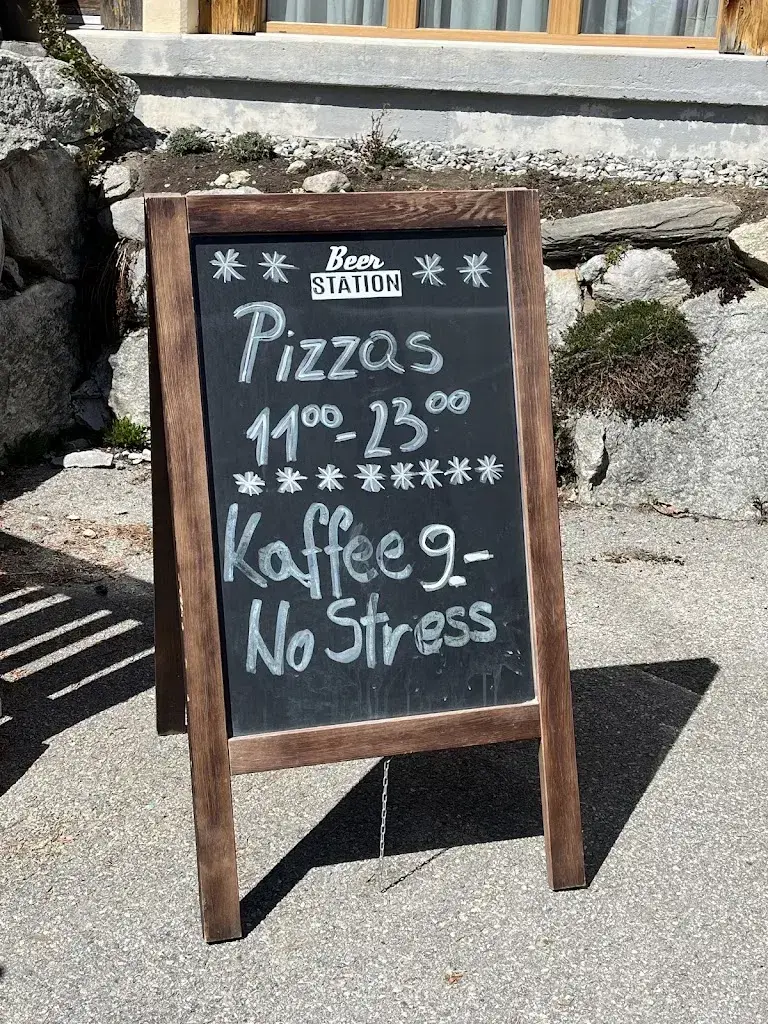 Beer
STATION
Pizzas
11⁰⁰-23⁰⁰
Kaffee 9.-
No Stress